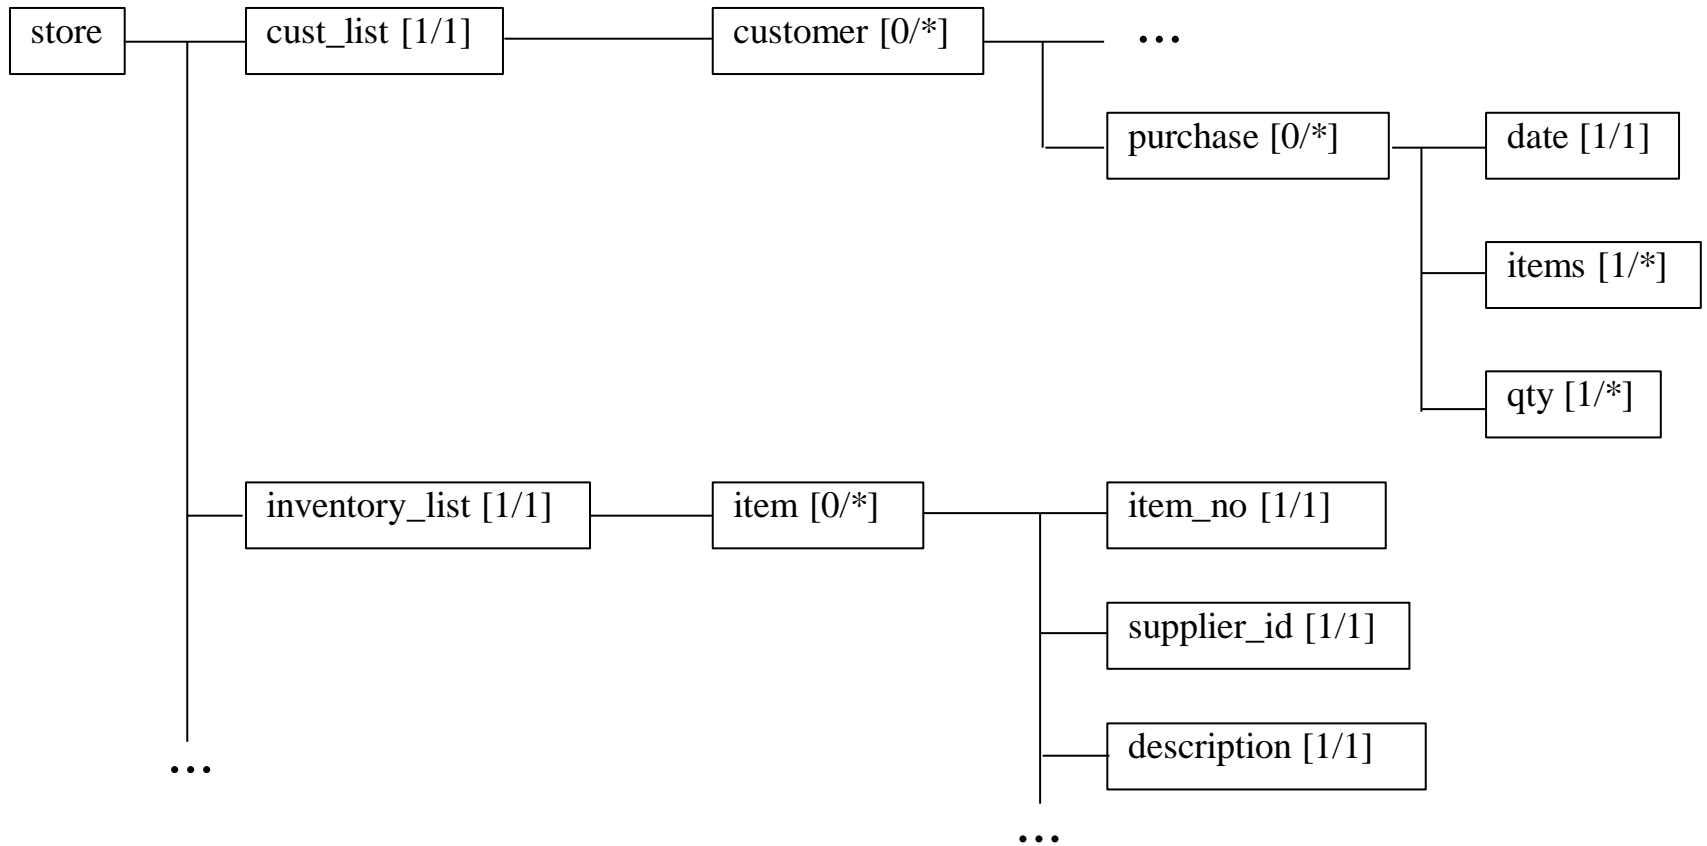 store
cust_list [1/1]
customer [0/*]
...
purchase [0/*]
date [1/1]
items [1/*]
qty [1/*]
inventory_list [1/1]
item [0/*]
item_no [1/1]
supplier_id [1/1]
description [1/1]
...
...